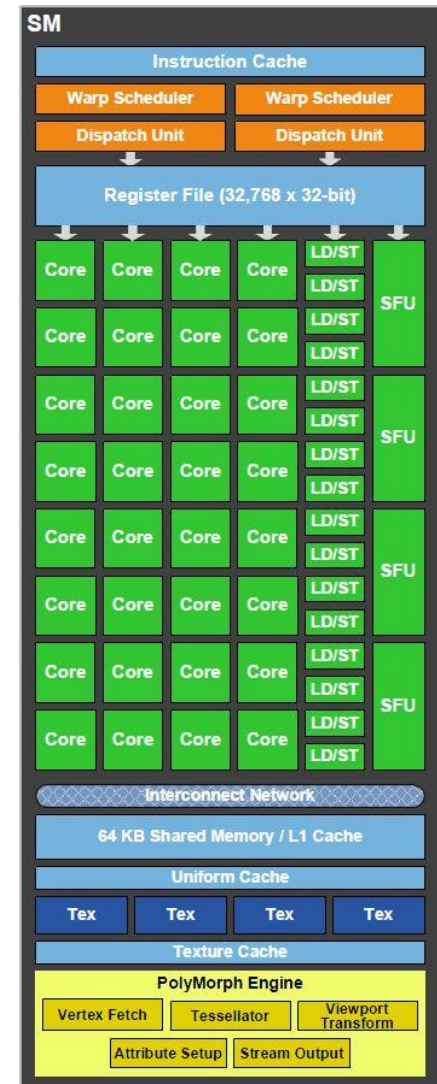 SM
Instruction Cache
Warp Scheduler Warp Scheduler
Dispatch Unit Dispatch Unit
Register File (32,768 x 32-bit)
LD/ST
Core Core Core Core SFU
LD/ST
LD/ST
Core Core Core Core
LD/ST
LD/ST
Core Core Core Core SFU
LD/ST
LD/ST
Core Core Core Core
LD/ST
LD/ST
Core Core Core Core SFU
LD/ST
LD/ST
Core Core Core Core
LD/ST
LD/ST
Core Core Core Core SFU
LD/ST
LD/ST
Core Core Core Core
LD/ST
Interconnect Network
64 KB Shared Memory / L1 Cache
Uniform Cache
Tex Tex Tex Tex
Texture Cache
PolyMorph Engine
Vertex Fetch Tessellator Viewport
Transform
Attribute Setup Stream Output